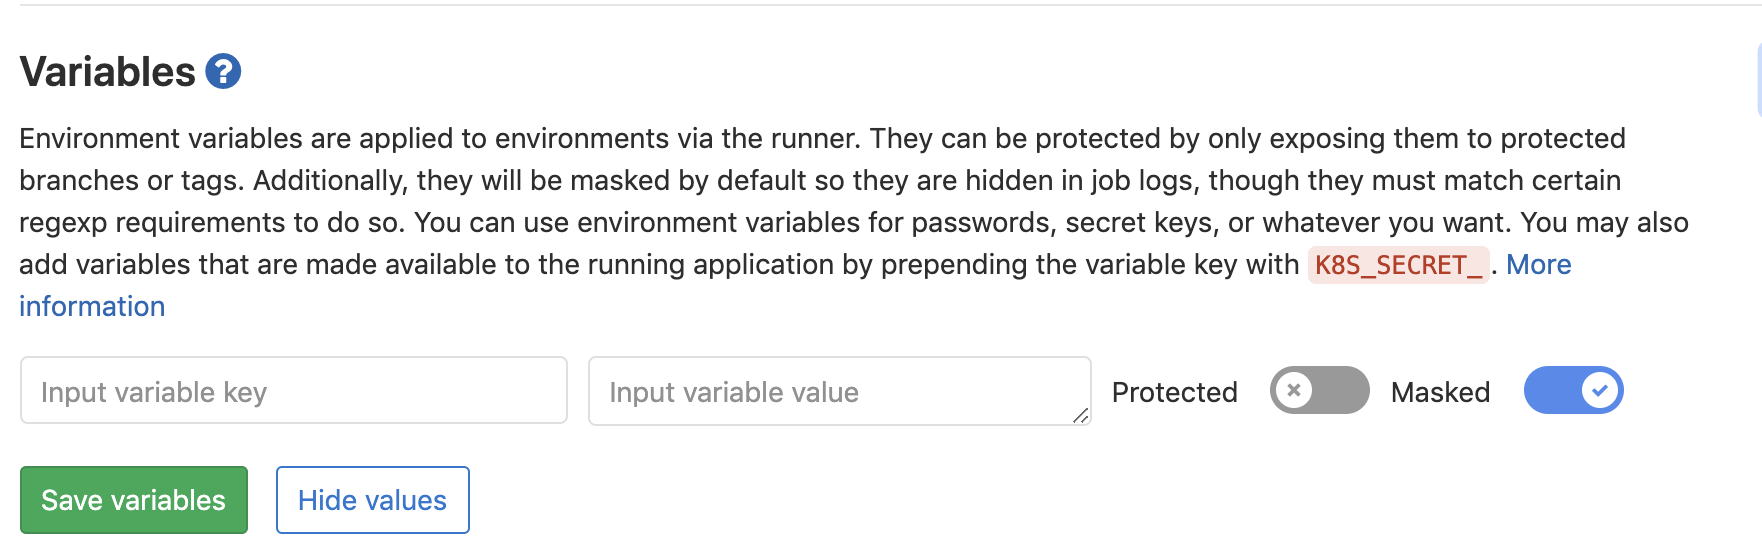 Variables ?
Environment variables are applied to environments via the runner. They can be protected by only exposing them to protected
branches or tags. Additionally, they will be masked by default so they are hidden in job logs, though they must match certain
regexp requirements to do so. You can use environment variables for passwords, secret keys, or whatever you want. You may also
add variables that are made available to the running application by prepending the variable key with K8S_SECRET_ . More
information
Input variable key Input variable value Protected Masked
Save variables Hide values